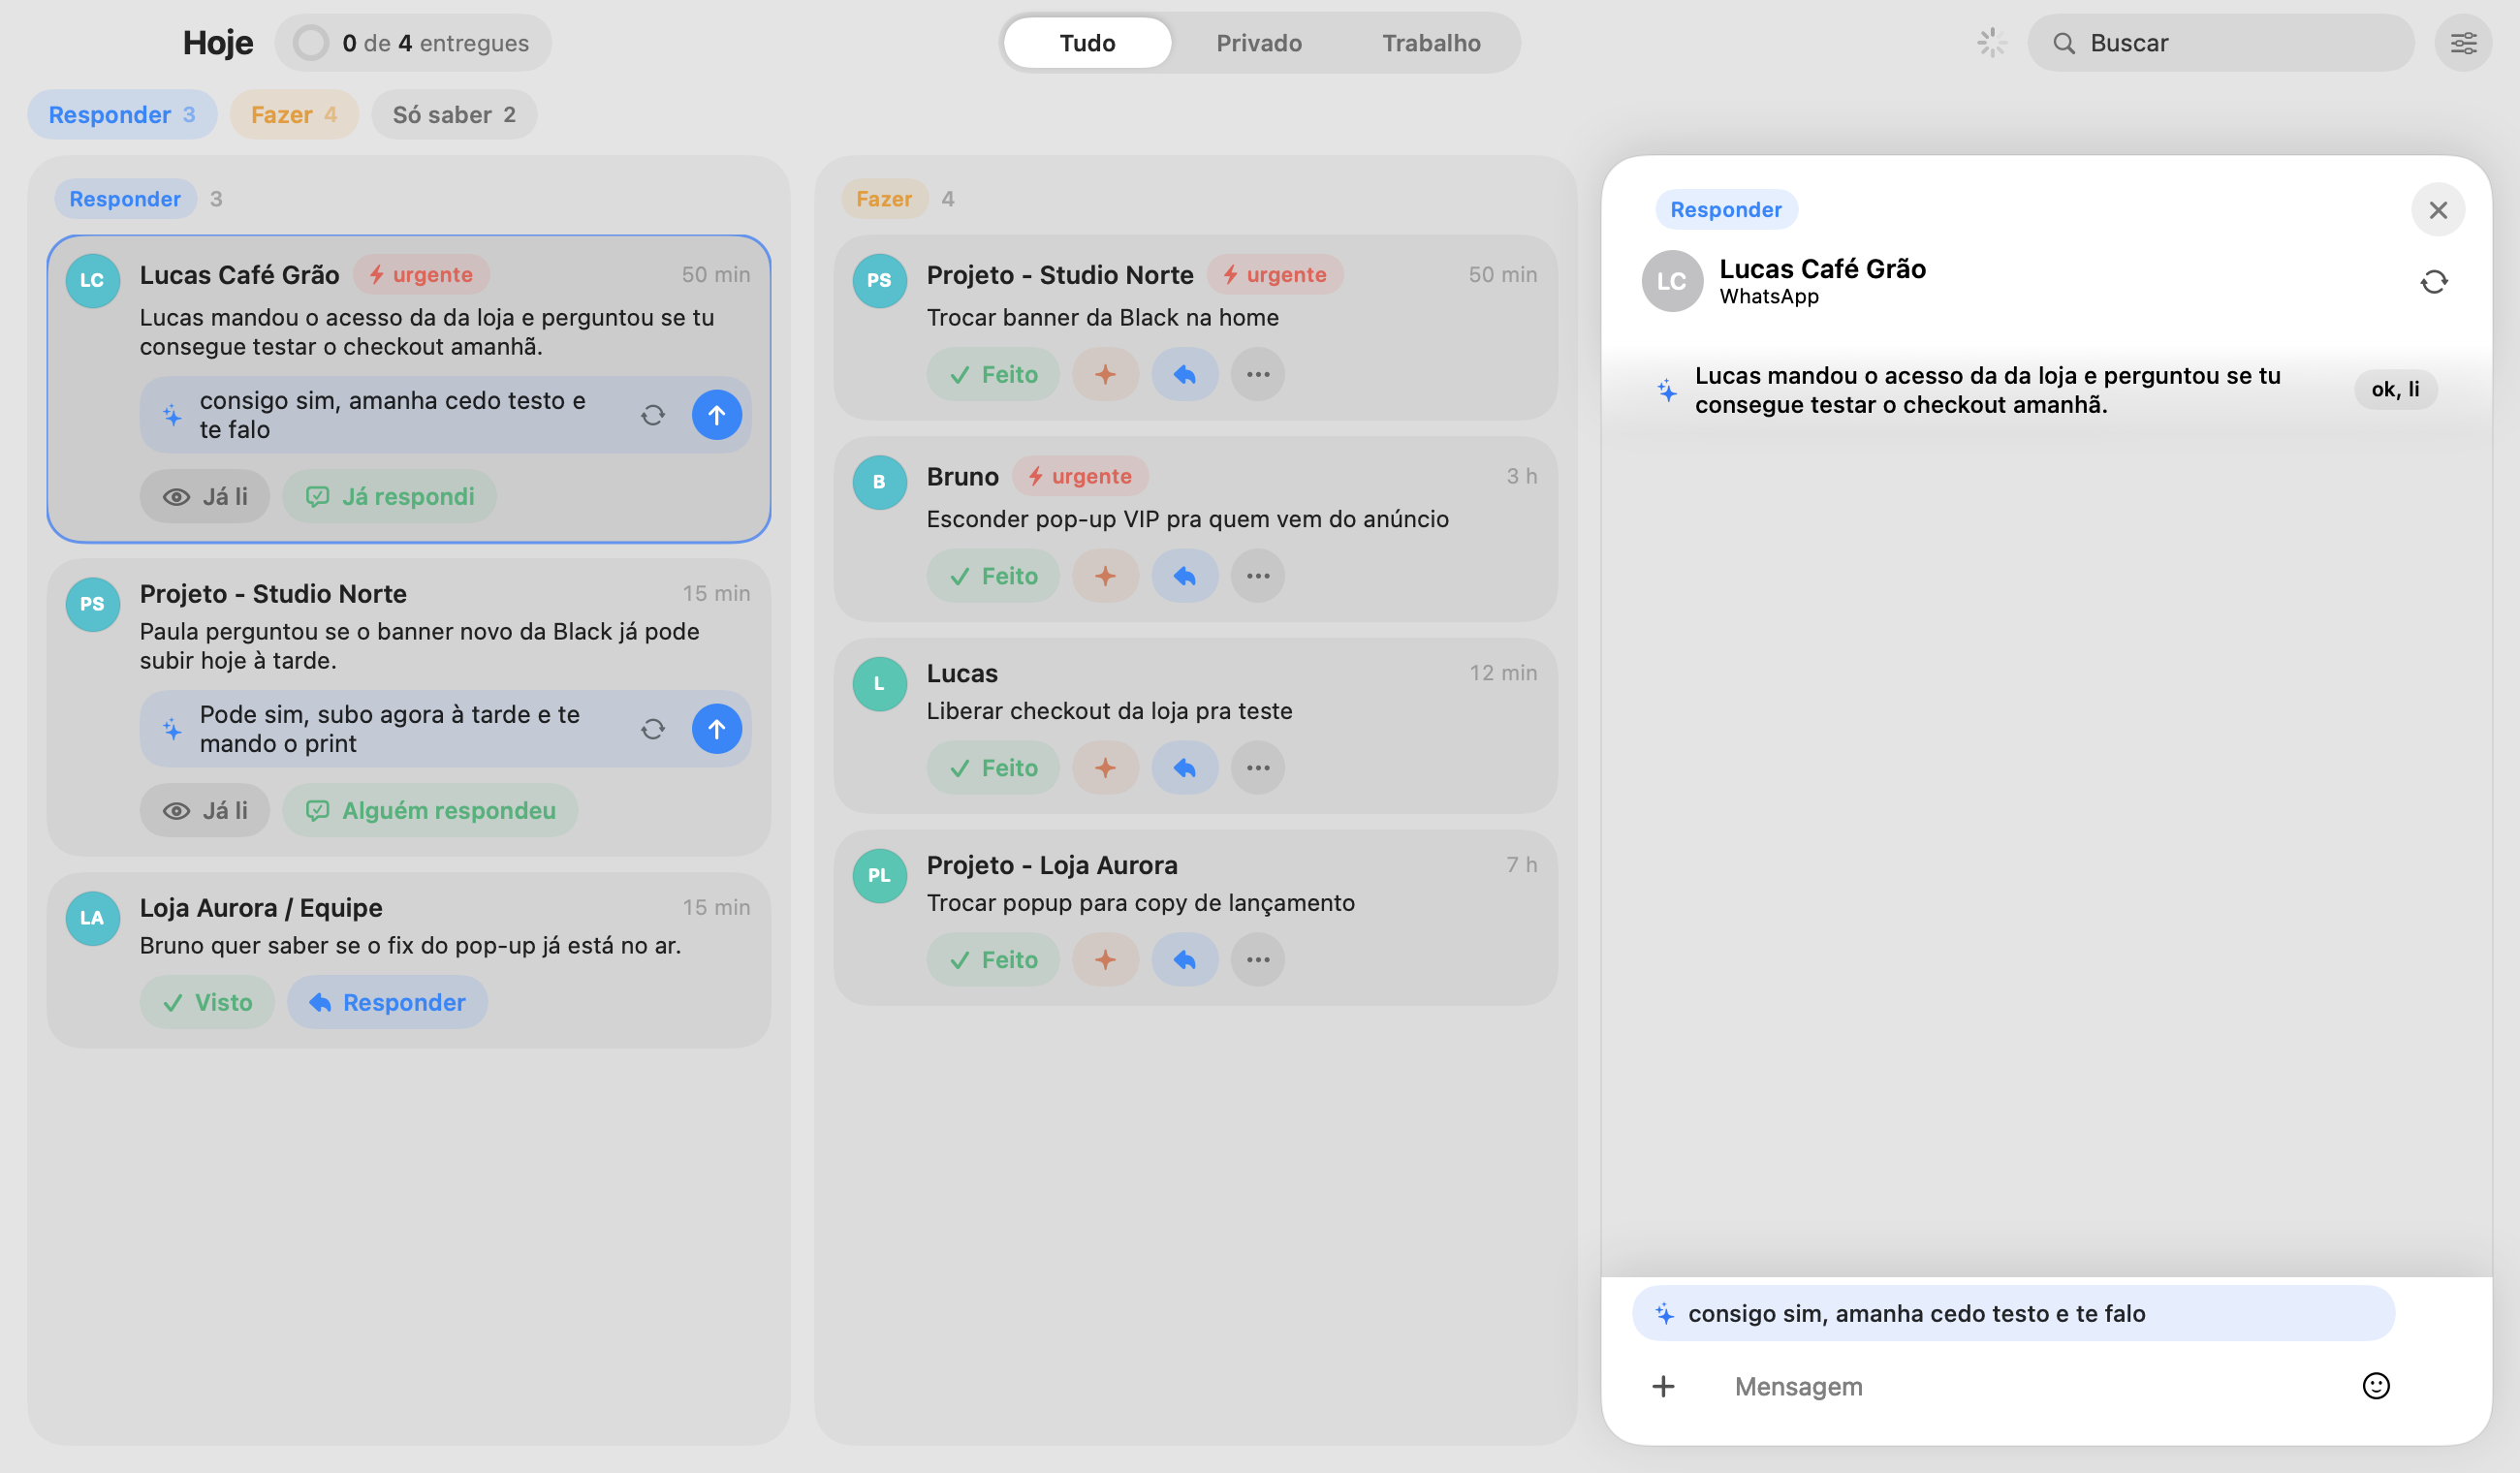 Hoje
0 de 4 entregues
Tudo
Privado
Trabalho
Buscar
Responder 3
Fazer 4
Só saber 2
Responder 3
LC
Lucas Café Grão
urgente
50 min
Lucas mandou o acesso da da loja e perguntou se tu
consegue testar o checkout amanhã.
consigo sim, amanha cedo testo e
te falo
Já li
Já respondi
PS
Projeto - Studio Norte
15 min
Paula perguntou se o banner novo da Black já pode
subir hoje à tarde.
Pode sim, subo agora à tarde e te
mando o print
Já li
Alguém respondeu
LA
Loja Aurora / Equipe
15 min
Bruno quer saber se o fix do pop-up já está no ar.
Visto
Responder
Fazer 4
PS
Projeto - Studio Norte
urgente
50 min
Trocar banner da Black na home
Feito
B
Bruno
urgente
3 h
Esconder pop-up VIP pra quem vem do anúncio
Feito
L
Lucas
12 min
Liberar checkout da loja pra teste
Feito
PL
Projeto - Loja Aurora
7 h
Trocar popup para copy de lançamento
Feito
Responder
LC
Lucas Café Grão
WhatsApp
Lucas mandou o acesso da da loja e perguntou se tu
consegue testar o checkout amanhã.
ok, li
consigo sim, amanha cedo testo e te falo
Mensagem